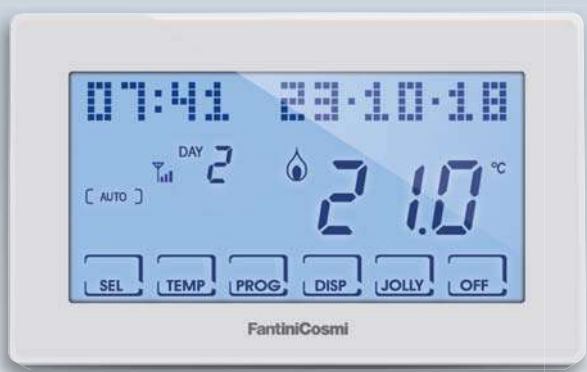 07:41 23·10·18
DAY 2
21.0 °C
[ AUTO ]
SEL TEMP PROG DISP JOLLY OFF
FantiniCosmi